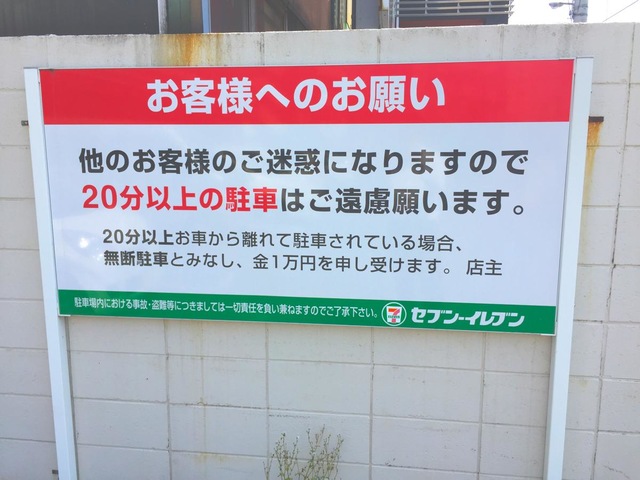 お客様へのお願い
他のお客様のご迷惑になりますので
20分以上の駐車はご遠慮願います。
20分以上お車から離れて駐車されている場合、
無断駐車とみなし、金1万円を申し受けます。 店主
駐車場内における事故・盗難等につきましては一切責任を負い兼ねますのでご了承下さい。 セブン-イレブン